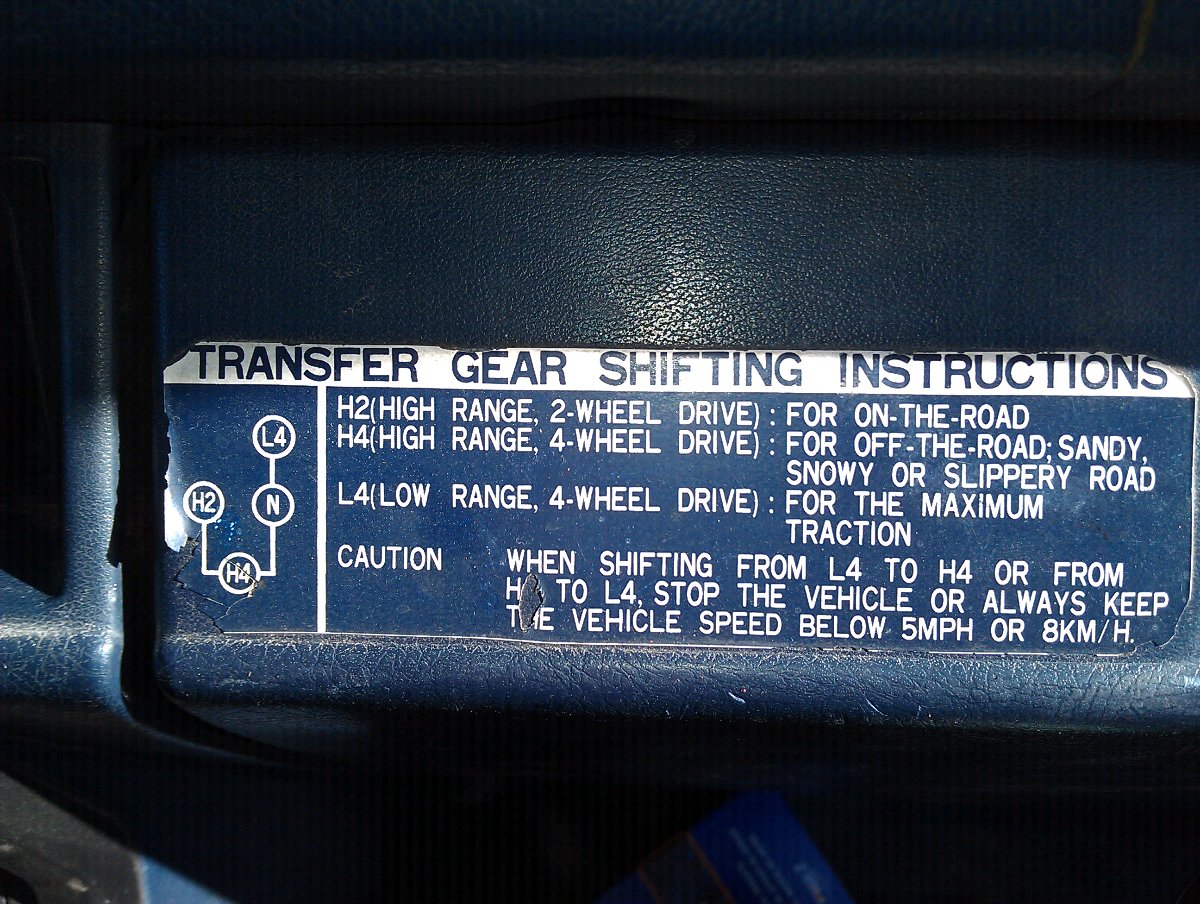 TRANSFER GEAR SHIFTING INSTRUCTIONS
L4
H2 N
H4
H2(HIGH RANGE, 2-WHEEL DRIVE) : FOR ON-THE-ROAD
H4(HIGH RANGE, 4-WHEEL DRIVE) : FOR OFF-THE-ROAD; SANDY,
SNOWY OR SLIPPERY ROAD
L4(LOW RANGE, 4-WHEEL DRIVE) : FOR THE MAXIMUM
TRACTION
CAUTION WHEN SHIFTING FROM L4 TO H4 OR FROM
TO L4, STOP THE VEHICLE OR ALWAYS KEEP
THE VEHICLE SPEED BELOW 5MPH OR 8KM/H.